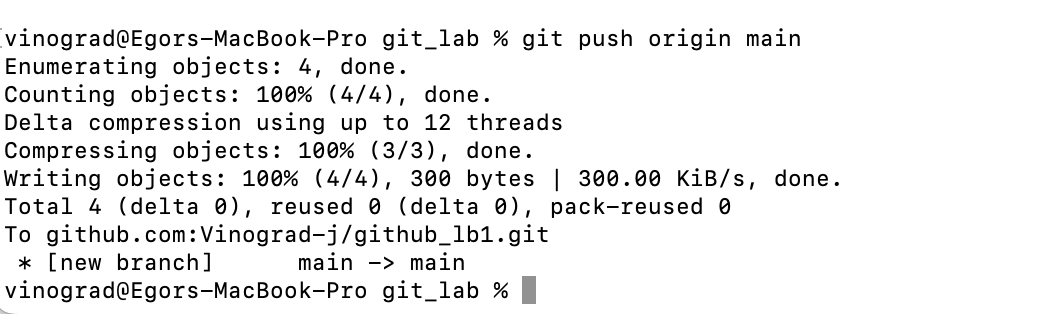 vinograd@Egors-MacBook-Pro git_lab % git push origin main
Enumerating objects: 4, done.
Counting objects: 100% (4/4), done.
Delta compression using up to 12 threads
Compressing objects: 100% (3/3), done.
Writing objects: 100% (4/4), 300 bytes | 300.00 KiB/s, done.
Total 4 (delta 0), reused 0 (delta 0), pack-reused 0
To github.com:Vinograd-j/github_lb1.git
 * [new branch]      main -> main
vinograd@Egors-MacBook-Pro git_lab %